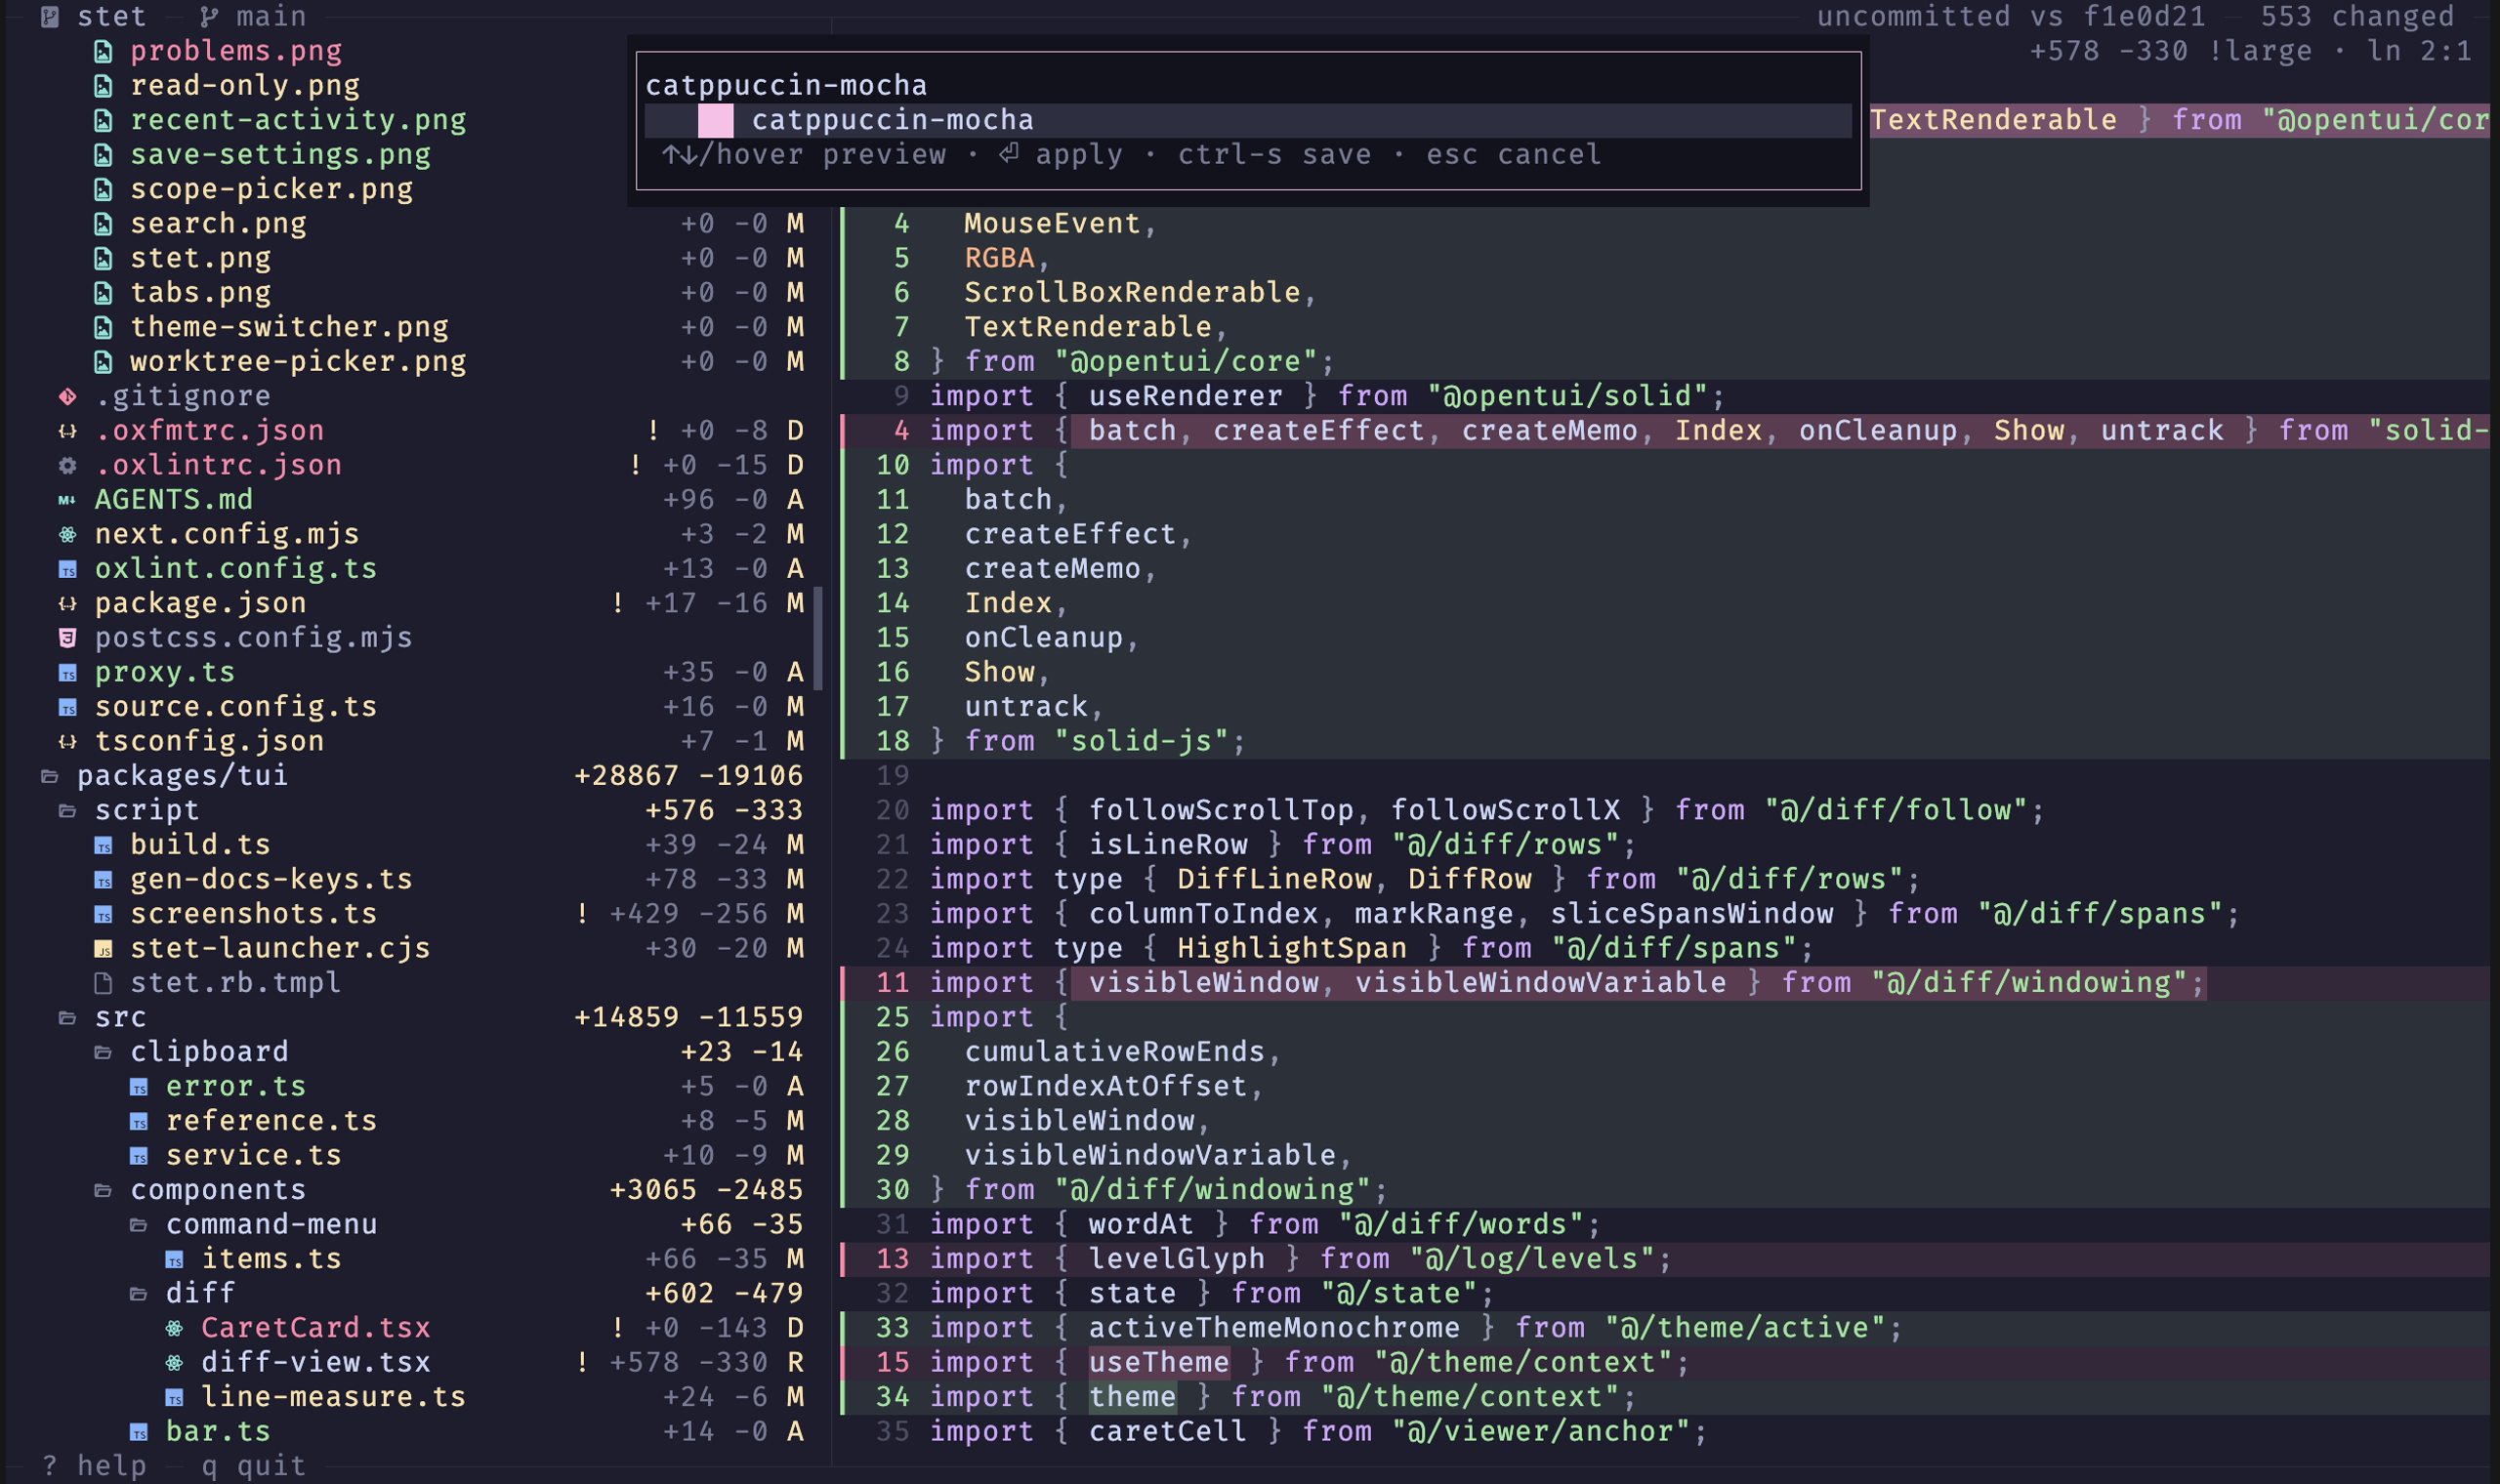 stet — main
uncommitted vs f1e0d21 — 553 changed
problems.png
+578 -330 !large · ln 2:1
read-only.png
catppuccin-mocha
recent-activity.png
catppuccin-mocha
TextRenderable } from "@opentui/cor
save-settings.png
↑↓/hover preview · ⏎ apply · ctrl-s save · esc cancel
scope-picker.png
search.png +0 -0 M
4 MouseEvent,
stet.png +0 -0 M
5 RGBA,
tabs.png +0 -0 M
6 ScrollBoxRenderable,
theme-switcher.png +0 -0 M
7 TextRenderable,
worktree-picker.png +0 -0 M
8 } from "@opentui/core";
.gitignore
9 import { useRenderer } from "@opentui/solid";
.oxfmtrc.json ! +0 -8 D
4 import { batch, createEffect, createMemo, Index, onCleanup, Show, untrack } from "solid-
.oxlintrc.json ! +0 -15 D
10 import {
AGENTS.md +96 -0 A
11 batch,
next.config.mjs +3 -2 M
12 createEffect,
oxlint.config.ts +13 -0 A
13 createMemo,
package.json ! +17 -16 M
14 Index,
postcss.config.mjs
15 onCleanup,
proxy.ts +35 -0 A
16 Show,
source.config.ts +16 -0 M
17 untrack,
tsconfig.json +7 -1 M
18 } from "solid-js";
packages/tui +28867 -19106
19
script +576 -333
20 import { followScrollTop, followScrollX } from "@/diff/follow";
build.ts +39 -24 M
21 import { isLineRow } from "@/diff/rows";
gen-docs-keys.ts +78 -33 M
22 import type { DiffLineRow, DiffRow } from "@/diff/rows";
screenshots.ts ! +429 -256 M
23 import { columnToIndex, markRange, sliceSpansWindow } from "@/diff/spans";
stet-launcher.cjs +30 -20 M
24 import type { HighlightSpan } from "@/diff/spans";
stet.rb.tmpl
11 import { visibleWindow, visibleWindowVariable } from "@/diff/windowing";
src +14859 -11559
25 import {
clipboard +23 -14
26 cumulativeRowEnds,
error.ts +5 -0 A
27 rowIndexAtOffset,
reference.ts +8 -5 M
28 visibleWindow,
service.ts +10 -9 M
29 visibleWindowVariable,
components +3065 -2485
30 } from "@/diff/windowing";
command-menu +66 -35
31 import { wordAt } from "@/diff/words";
items.ts +66 -35 M
13 import { levelGlyph } from "@/log/levels";
diff +602 -479
32 import { state } from "@/state";
CaretCard.tsx ! +0 -143 D
33 import { activeThemeMonochrome } from "@/theme/active";
diff-view.tsx ! +578 -330 R
15 import { useTheme } from "@/theme/context";
line-measure.ts +24 -6 M
34 import { theme } from "@/theme/context";
bar.ts +14 -0 A
35 import { caretCell } from "@/viewer/anchor";
? help — q quit